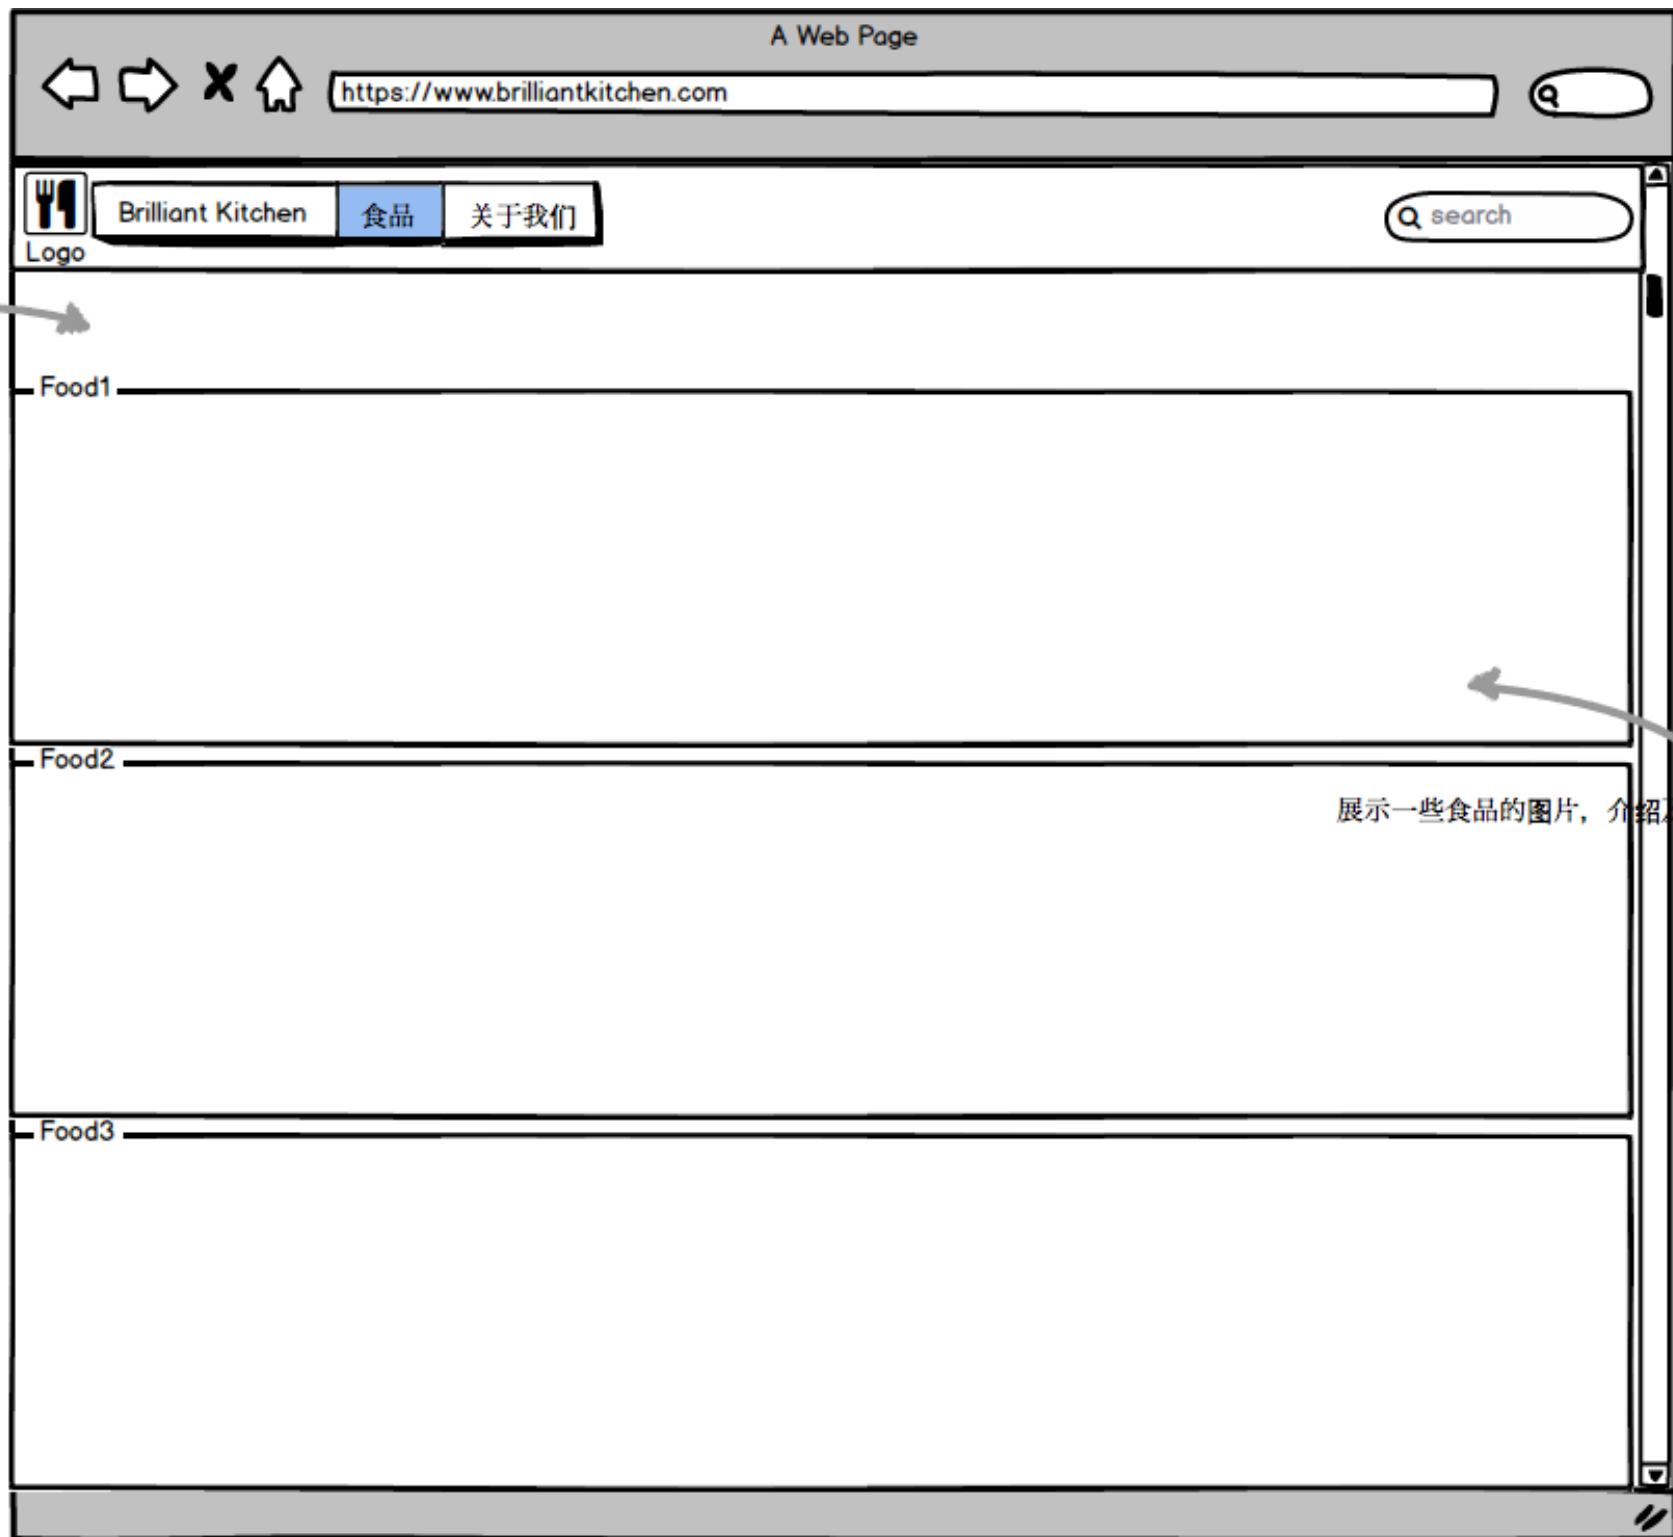 A Web Page
https://www.brilliantkitchen.com
Brilliant Kitchen 食品 关于我们
search
Logo
Food1
Food2
展示一些食品的图片，介绍
Food3